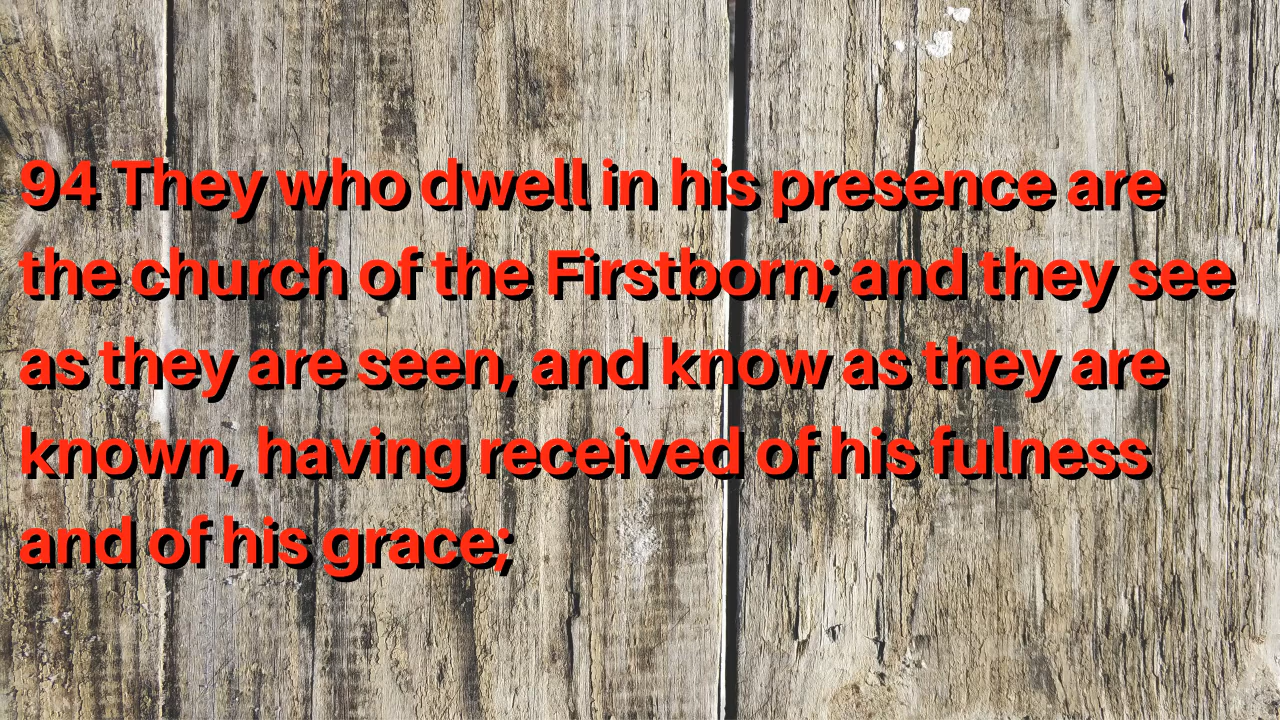 94 They who dwell in his presence are
the church of the Firstborn; and they see
as they are seen, and know as they are
known, having received of his fulness
and of his grace;